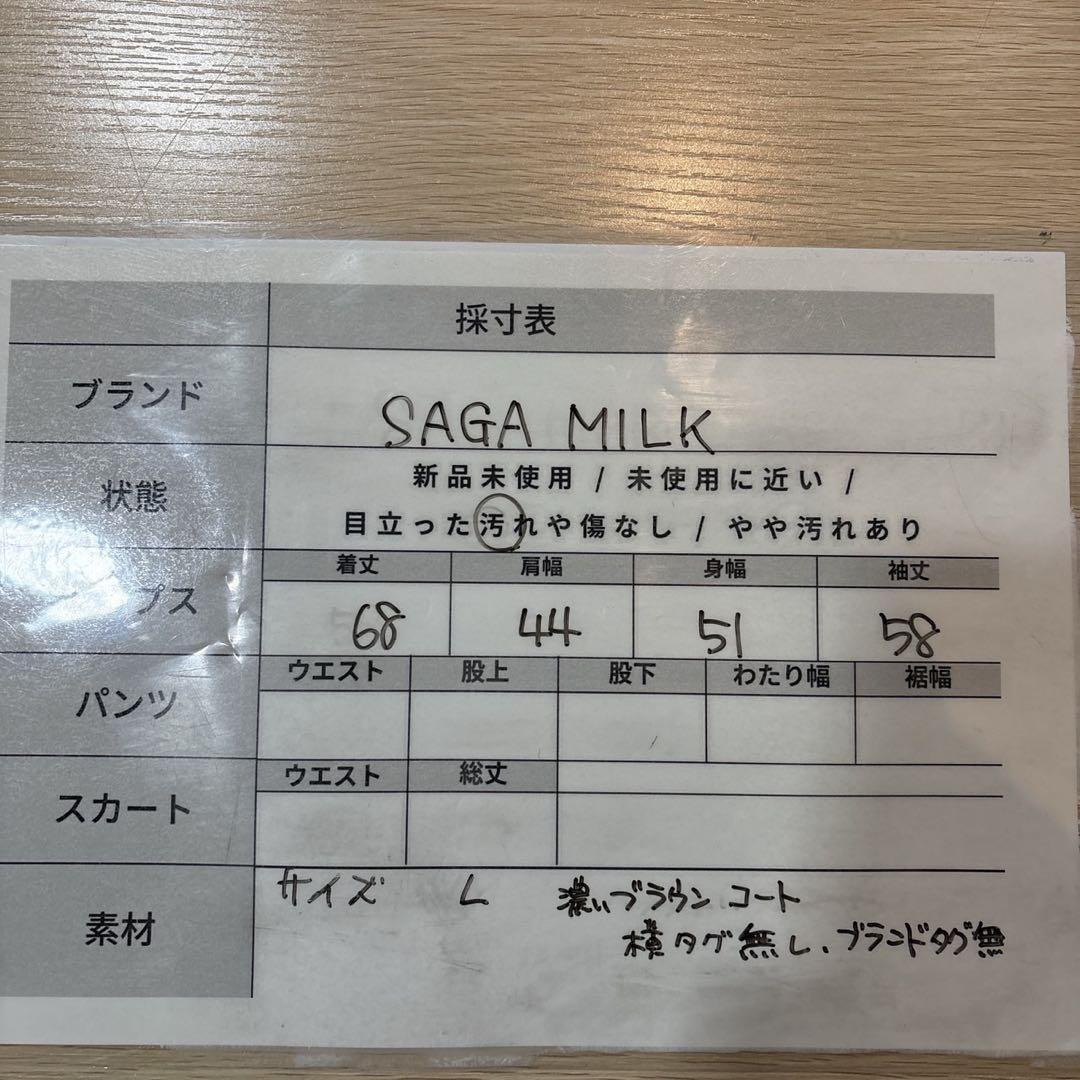 採寸表
ブランド SAGA MILK
状態 新品未使用 / 未使用に近い /
目立った汚れや傷なし / やや汚れあり
着丈 肩幅 身幅 袖丈
プス 68 44 51 58
ウエスト 股上 股下 わたり幅 裾幅
パンツ
ウエスト 総丈
スカート
サイズ L 濃いブラウン コート
素材 横タグ無し、ブランドタグ無